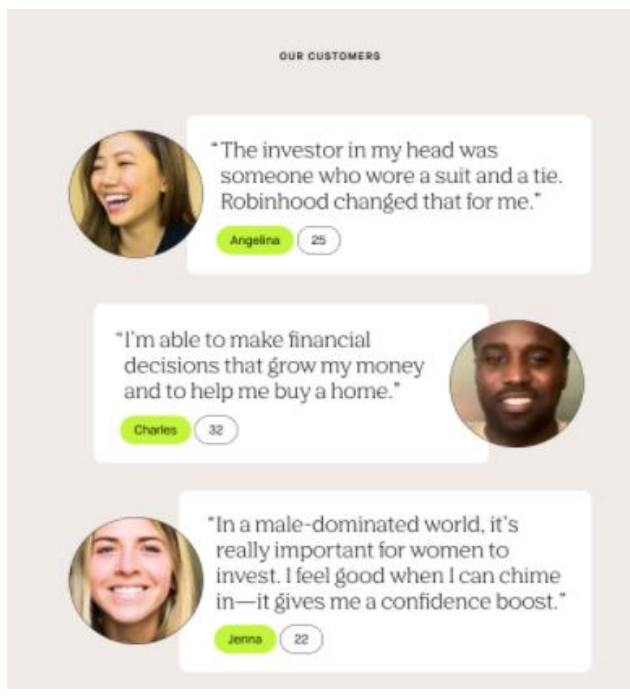 OUR CUSTOMERS
“The investor in my head was
someone who wore a suit and a tie.
Robinhood changed that for me.”
Angelina 25
“I’m able to make financial
decisions that grow my money
and to help me buy a home.”
Charles 32
“In a male-dominated world, it’s
really important for women to
invest. I feel good when I can chime
in—it gives me a confidence boost.”
Jenna 22